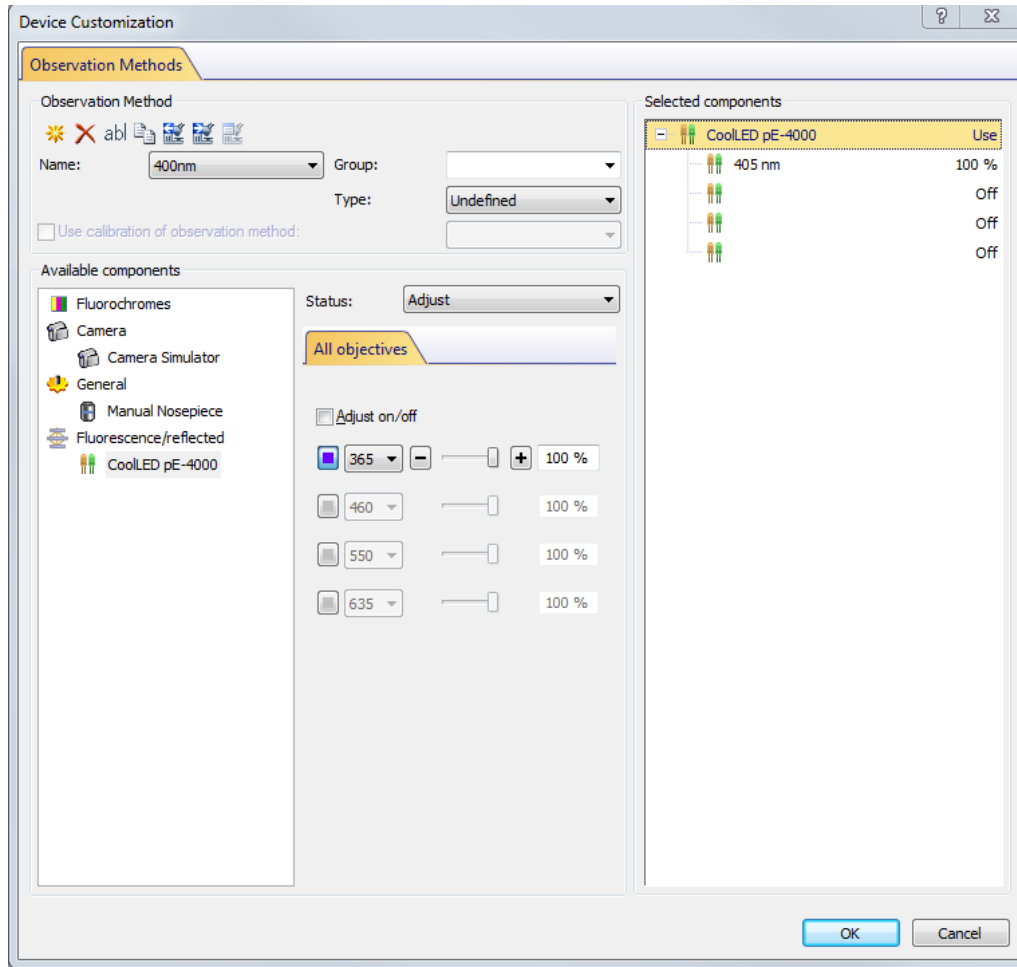 Device Customization
Observation Methods
Observation Method
abl
Name: 400nm Group:
Type: Undefined
Use calibration of observation method:
Available components
Fluorochromes
Camera
Camera Simulator
General
Manual Nosepiece
Fluorescence/reflected
CoolLED pE-4000
Status: Adjust
All objectives
Adjust on/off
365 100 %
460 100 %
550 100 %
635 100 %
Selected components
CoolLED pE-4000 Use
405 nm 100 %
Off
Off
Off
OK Cancel